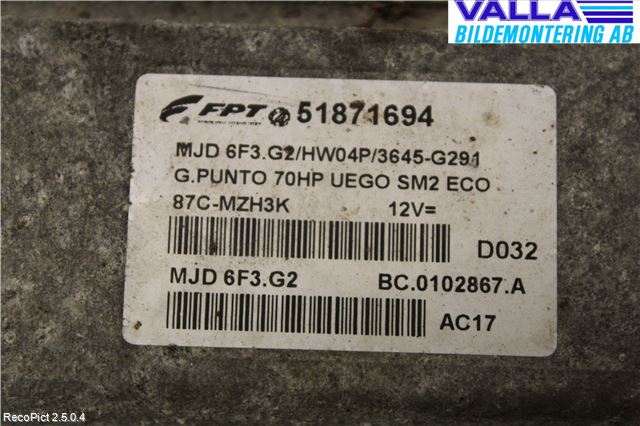 VALLA
BILDEMONTERING AB
FPT 51871694
MJD 6F3.G2/HW04P/3645-G291
G.PUNTO 70HP UEGO SM2 ECO
87C-MZH3K 12V=
D032
MJD 6F3.G2 BC.0102867.A
AC17
RecoPict 2.5.0.4